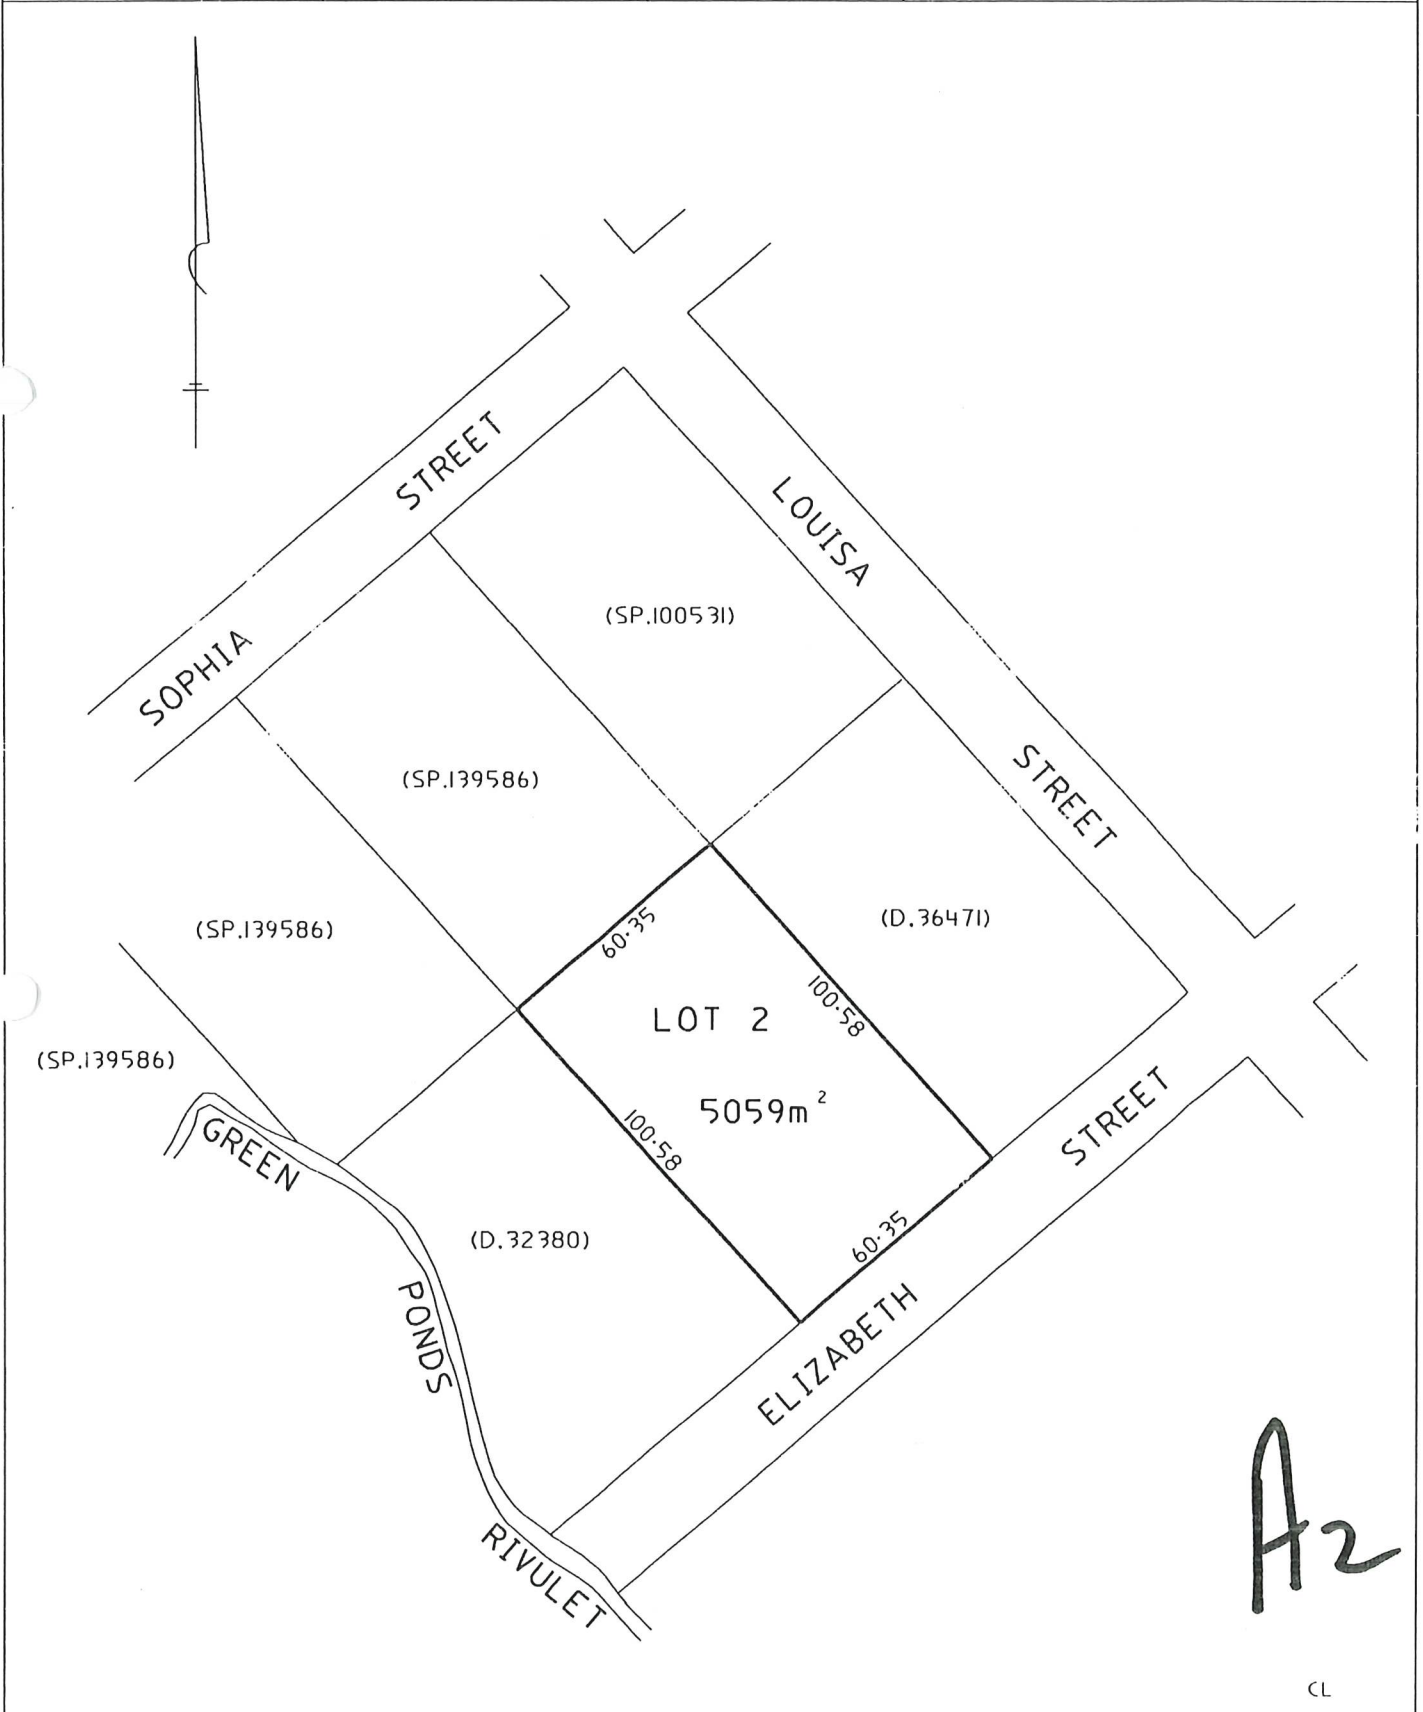 SOPHIA STREET
LOUISA STREET
(SP.100531)
(SP.139586)
(SP.139586)
(D.36471)
60·35
100·58
LOT 2
(SP.139586)
5059m²
100·58
GREEN PONDS RIVULET
(D.32380)
60·35
ELIZABETH STREET
A2
CL